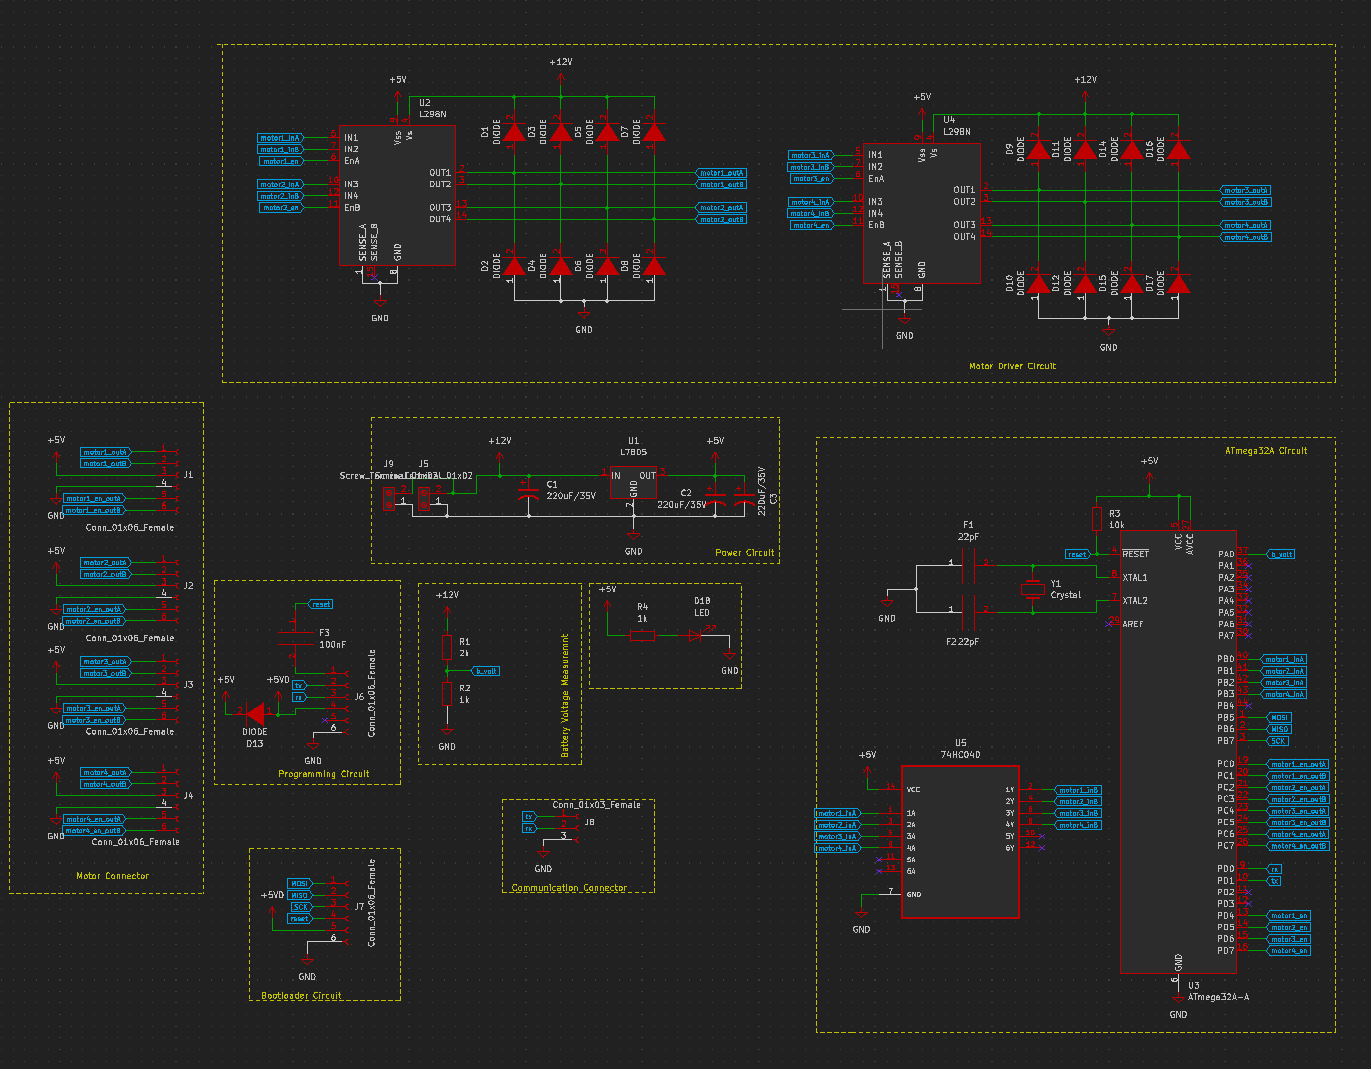 +5V
U2
L298N
motor1_inA
motor1_inB
motor1_en
motor2_inA
motor2_inB
motor2_en
IN1
IN2
EnA
IN3
IN4
EnB
Vss
Vs
OUT1
OUT2
OUT3
OUT4
SENSE_A
SENSE_B
GND
1
8
GND
+12V
D1
DIODE
D3
DIODE
D5
DIODE
D7
DIODE
D2
DIODE
D4
DIODE
D6
DIODE
D8
DIODE
motor1_outA
motor1_outB
motor2_outA
motor2_outB
GND
+5V
U4
L298N
motor3_inA
motor3_inB
motor3_en
motor4_inA
motor4_inB
motor4_en
IN1
IN2
EnA
IN3
IN4
EnB
Vss
Vs
OUT1
OUT2
OUT3
OUT4
SENSE_A
SENSE_B
GND
GND
+12V
D9
DIODE
D11
DIODE
D14
DIODE
D16
DIODE
D10
DIODE
D12
DIODE
D15
DIODE
D17
DIODE
motor3_outA
motor3_outB
motor4_outA
motor4_outB
GND
Motor Driver Circuit
+5V
motor1_outA
motor1_outB
4
J1
motor1_en_outA
motor1_en_outB
GND
Conn_01x06_Female
+5V
motor2_outA
motor2_outB
4
J2
motor2_en_outA
motor2_en_outB
GND
Conn_01x06_Female
+5V
motor3_outA
motor3_outB
4
J3
motor3_en_outA
motor3_en_outB
GND
Conn_01x06_Female
+5V
motor4_outA
motor4_outB
4
J4
motor4_en_outA
motor4_en_outB
GND
Conn_01x06_Female
Motor Connector
J9
J5
+12V
C1
220uF/35V
U1
L7805
IN
OUT
GND
+5V
C2
220uF/35V
220uF/35V
C3
GND
Power Circuit
reset
F3
100nF
+5V
+5VD
tx
rx
J6
Conn_01x06_Female
DIODE
D13
6
GND
Programming Circuit
+12V
R1
2k
b_volt
R2
1k
GND
Battery Voltage Measuremnt
+5V
R4
1k
D18
LED
GND
Conn_01x03_Female
tx
rx
J8
3
GND
Communication Connector
MOSI
MISO
SCK
reset
+5VD
J7
Conn_01x06_Female
6
GND
Bootloader Circuit
ATmega32A Circuit
+5V
R3
10k
reset
F1
22pF
Y1
Crystal
F2
22pF
GND
RESET
XTAL1
XTAL2
AREF
VCC
AVCC
PA0
PA1
PA2
PA3
PA4
PA5
PA6
PA7
b_volt
PB0
PB1
PB2
PB3
PB4
PB5
PB6
PB7
motor1_inA
motor2_inA
motor3_inA
motor4_inA
MOSI
MISO
SCK
PC0
PC1
PC2
PC3
PC4
PC5
PC6
PC7
motor1_en_outA
motor1_en_outB
motor2_en_outA
motor2_en_outB
motor3_en_outA
motor3_en_outB
motor4_en_outA
motor4_en_outB
PD0
PD1
PD2
PD3
PD4
PD5
PD6
PD7
rx
tx
motor1_en
motor2_en
motor3_en
motor4_en
GND
6
U3
ATmega32A-A
GND
U5
74HC04D
+5V
VCC
motor1_inA
motor2_inA
motor3_inA
motor4_inA
1A
2A
3A
4A
5A
6A
GND
7
1Y
2Y
3Y
4Y
5Y
6Y
motor1_inB
motor2_inB
motor3_inB
motor4_inB
GND